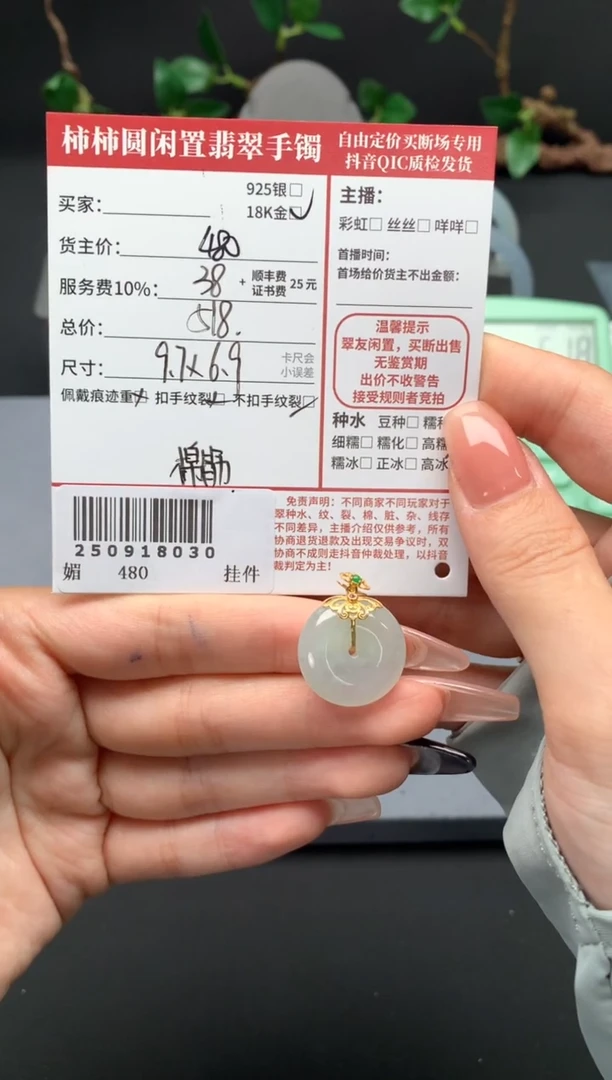 柿柿圆闲置翡翠手镯
自由定价买断场专用
抖音QIC质检发货
买家:
925银□
18K金□
货主价: 480
服务费10%: 38 + 顺丰费 证书费 25元
总价: 518.
尺寸: 9.7×6.9 卡尺会 小误差
佩戴痕迹重□ 扣手纹裂□ 不扣手纹裂□
250918030
媚 480 挂件
主播:
彩虹□ 丝丝□ 咩咩□
首播时间:
首场给价货主不出金额:
温馨提示
翠友闲置,买断出售
无鉴赏期
出价不收警告
接受规则者竞拍
种水 豆种□ 糯
细糯□ 糯化□ 高
糯冰□ 正冰□ 高冰
免责声明:不同商家不同玩家对于
翠种水、纹、裂、棉、脏、杂、线存
不同差异,主播介绍仅供参考,所有
协商退货退款及出现交易争议时,双
协商不成则走抖音仲裁处理,以抖音
裁判定为主!